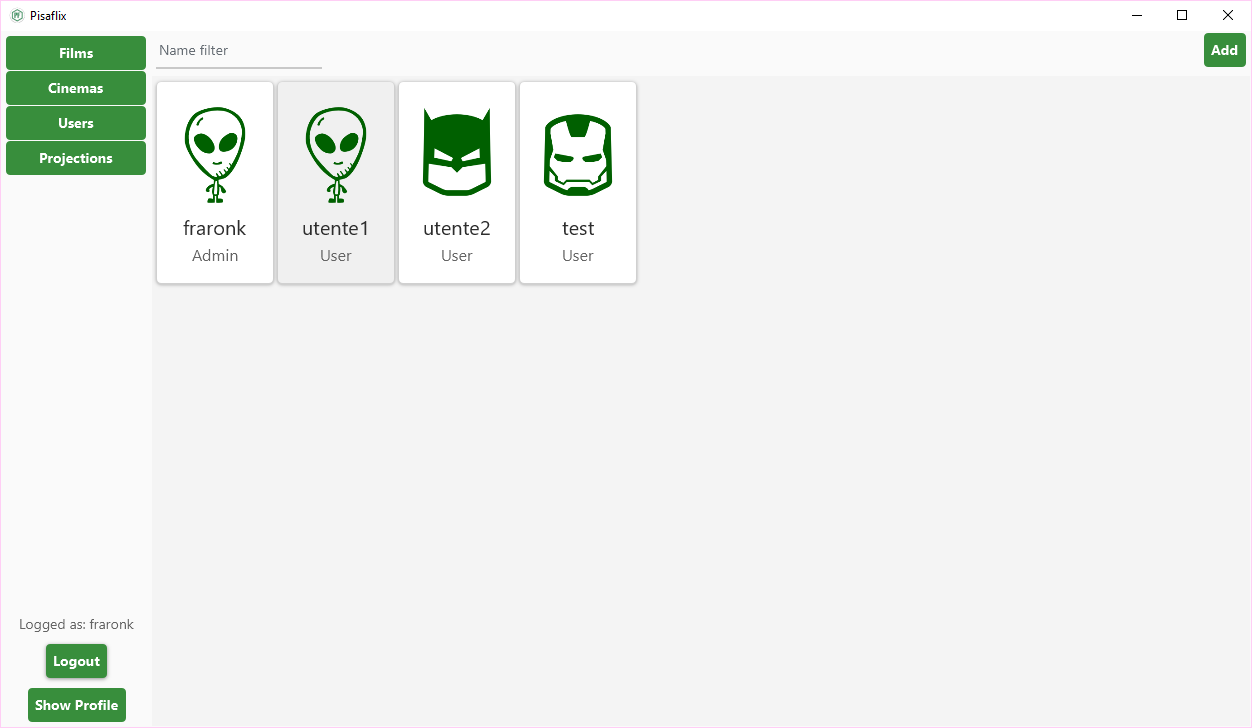 Pisaflix
Films
Cinemas
Users
Projections
Name filter
Add
fraronk
Admin
utente1
User
utente2
User
test
User
Logged as: fraronk
Logout
Show Profile